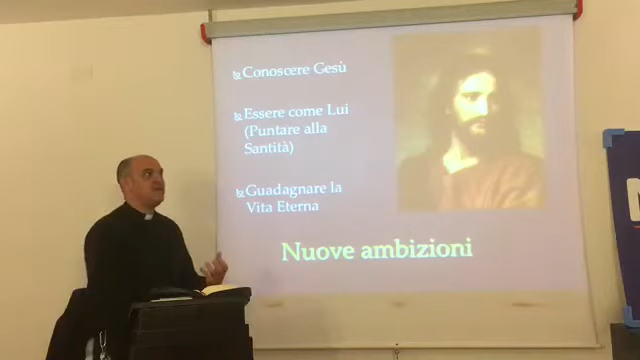 Conoscere Gesù
Essere come Lui
(Puntare alla
Santità)
Guadagnare la
Vita Eterna
Nuove ambizioni